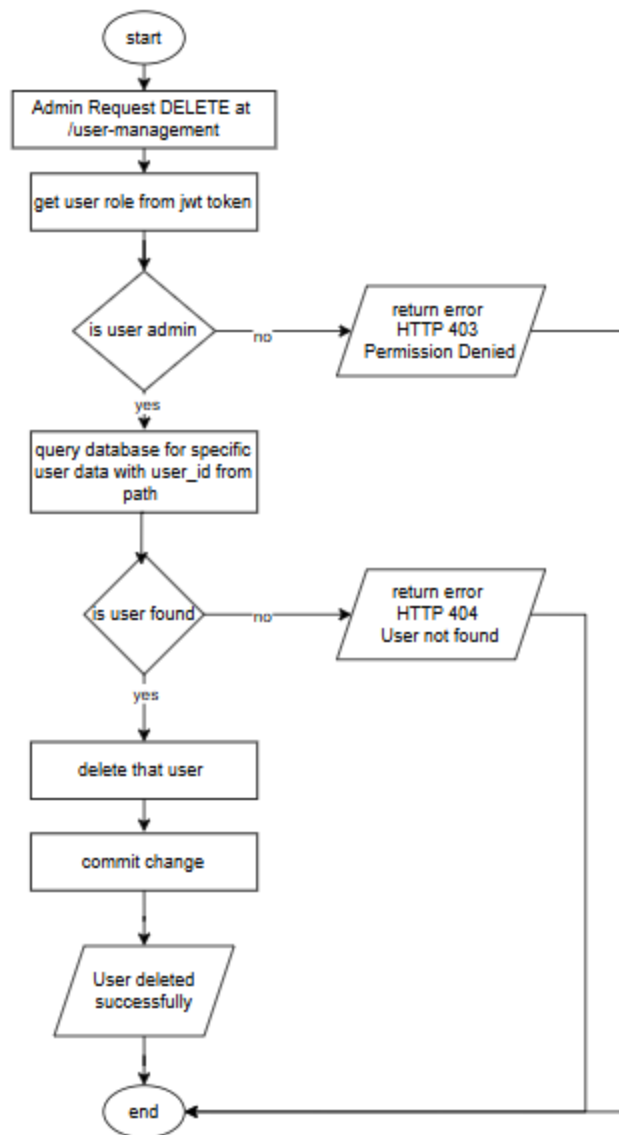 start
Admin Request DELETE at
/user-management
get user role from jwt token
is user admin
no
return error
HTTP 403
Permission Denied
yes
query database for specific
user data with user_id from
path
is user found
no
return error
HTTP 404
User not found
yes
delete that user
commit change
User deleted
successfully
end